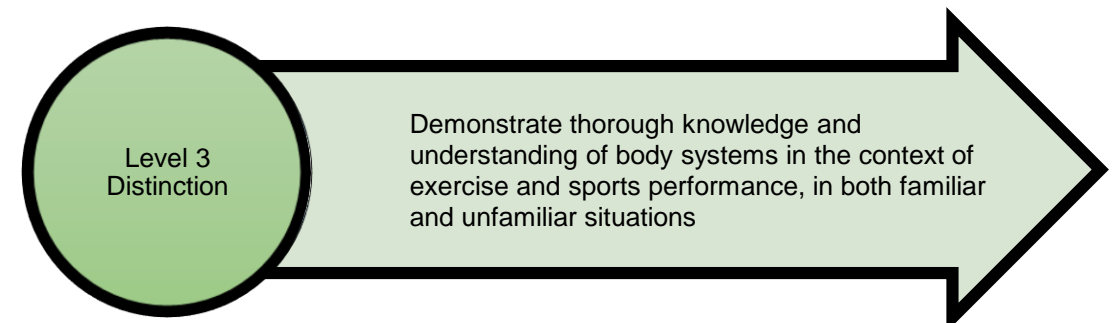 Level 3
Distinction
Demonstrate thorough knowledge and
understanding of body systems in the context of
exercise and sports performance, in both familiar
and unfamiliar situations